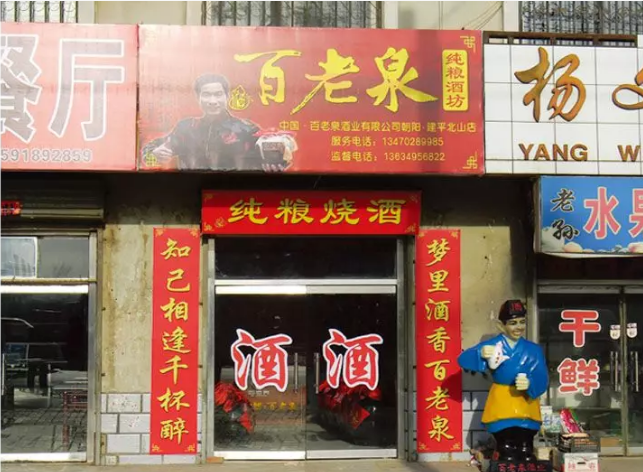 餐厅
591892859
百老泉
纯粮酒坊
中国·百老泉酒业有限公司朝阳·建平北山店
服务电话：13470289985
监督电话：13634956822
杨
YANG W
老孙
水果
纯粮烧酒
知己相逢千杯醉
梦里酒香百老泉
酒 酒
干鲜